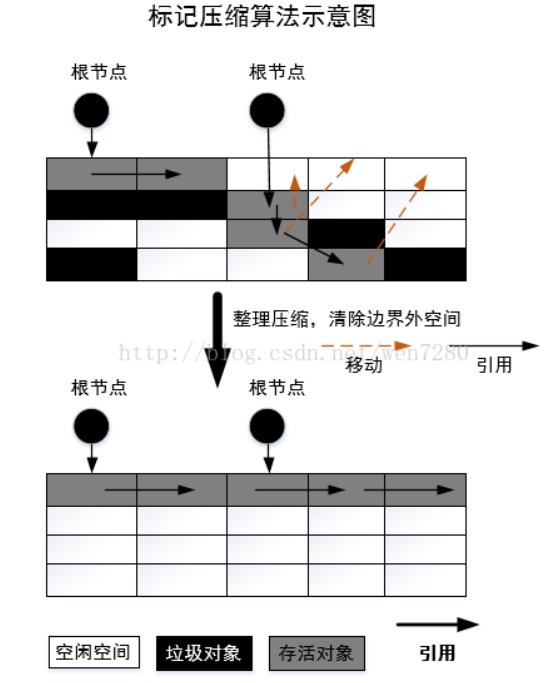 标记压缩算法示意图
根节点
根节点
整理压缩，清除边界外空间
http://blog.csdn.net/wen7280
移动
引用
根节点
根节点
空闲空间
垃圾对象
存活对象
引用